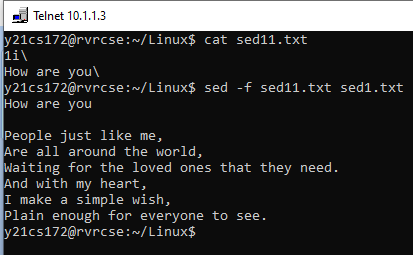 Telnet 10.1.1.3
y21cs172@rvrcse:~/Linux$ cat sed11.txt
1i\
How are you\
y21cs172@rvrcse:~/Linux$ sed -f sed11.txt sed1.txt
How are you
People just like me,
Are all around the world,
Waiting for the loved ones that they need.
And with my heart,
I make a simple wish,
Plain enough for everyone to see.
y21cs172@rvrcse:~/Linux$